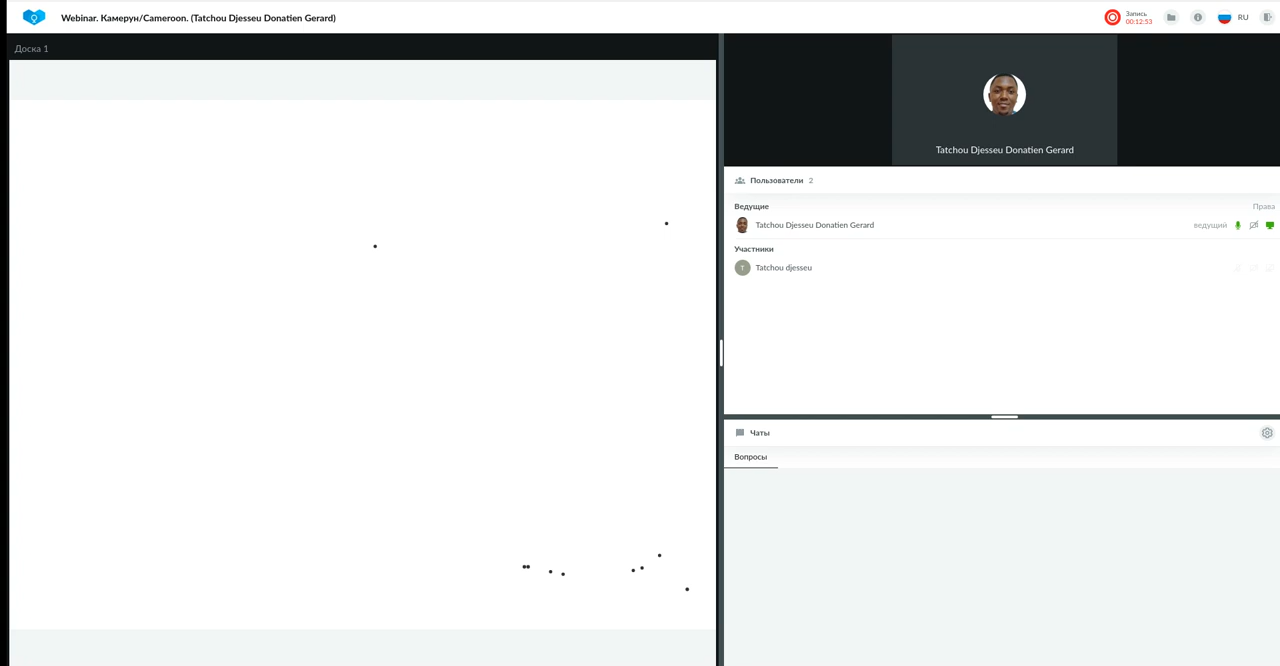 Webinar. Камерун/Cameroon. (Tatchou Djesseu Donatien Gerard)
Запись
00:12:53
RU
Доска 1
Tatchou Djesseu Donatien Gerard
Пользователи 2
Ведущие Права
Tatchou Djesseu Donatien Gerard ведущий
Участники
T Tatchou djesseu
Чаты
Вопросы